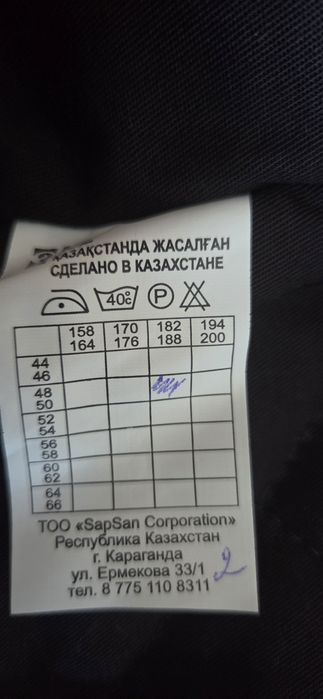 ҚАЗАҚСТАНДА ЖАСАЛҒАН
СДЕЛАНО В КАЗАХСТАНЕ
40°C P
158 170 182 194
164 176 188 200
44
46
48
50
52
54
56
58
60
62
64
66
ТОО «SapSan Corporation»
Республика Казахстан
г. Караганда
ул. Ермекова 33/1
тел. 8 775 110 8311
2